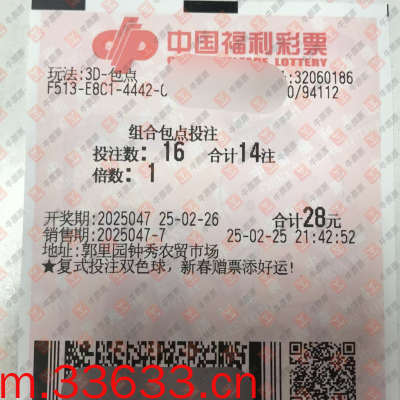 中国福利彩票
LOTTERY
玩法:3D-包点 :32060186
F513-E8C1-4442- 0/94112
组合包点投注
投注数: 16 合计14注
倍数: 1
开奖期:2025047 25-02-26 合计28元
销售期:2025047-7 25-02-25 21:42:52
地址:郭里园钟秀农贸市场
★复式投注双色球，新春赠票添好运!
m.33633.cn